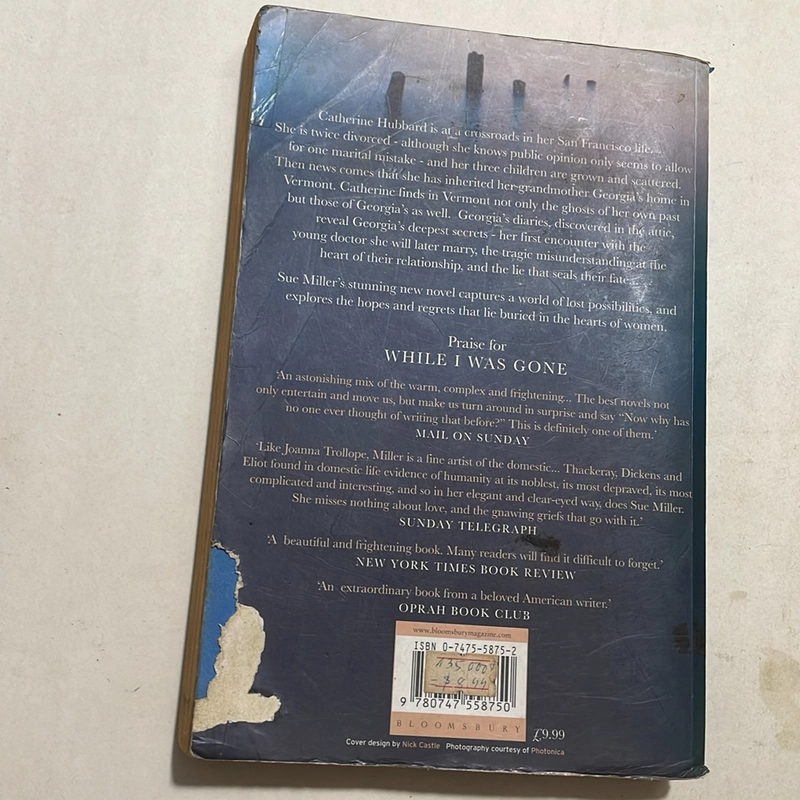 Catherine Hubbard is at a crossroads in her San Francisco life.
She is twice divorced - although she knows public opinion only seems to allow
for one marital mistake - and her three children are grown and scattered.
Then news comes that she has inherited her grandmother Georgia's home in
Vermont. Catherine finds in Vermont not only the ghosts of her own past
but those of Georgia's as well. Georgia's diaries, discovered in the attic,
reveal Georgia's deepest secrets - her first encounter with the
young doctor she will later marry, the tragic misunderstanding at the
heart of their relationship, and the lie that seals their fate.
Sue Miller's stunning new novel captures a world of lost possibilities, and
explores the hopes and regrets that lie buried in the hearts of women.
Praise for
WHILE I WAS GONE
'An astonishing mix of the warm, complex and frightening... The best novels not
only entertain and move us, but make us turn around in surprise and say "Now why has
no one ever thought of writing that before?" This is definitely one of them.'
MAIL ON SUNDAY
'Like Joanna Trollope, Miller is a fine artist of the domestic... Thackeray, Dickens and
Eliot found in domestic life evidence of humanity at its noblest, its most depraved, its most
complicated and interesting, and so in her elegant and clear-eyed way, does Sue Miller.
She misses nothing about love, and the gnawing griefs that go with it.'
SUNDAY TELEGRAPH
'A beautiful and frightening book. Many readers will find it difficult to forget.'
NEW YORK TIMES BOOK REVIEW
'An extraordinary book from a beloved American writer.'
OPRAH BOOK CLUB
www.bloomsburymagazine.com
ISBN 0-7475-5875-2
9 780747 558750
BLOOMSBURY
£9.99
Cover design by Nick Castle Photography courtesy of Photonica